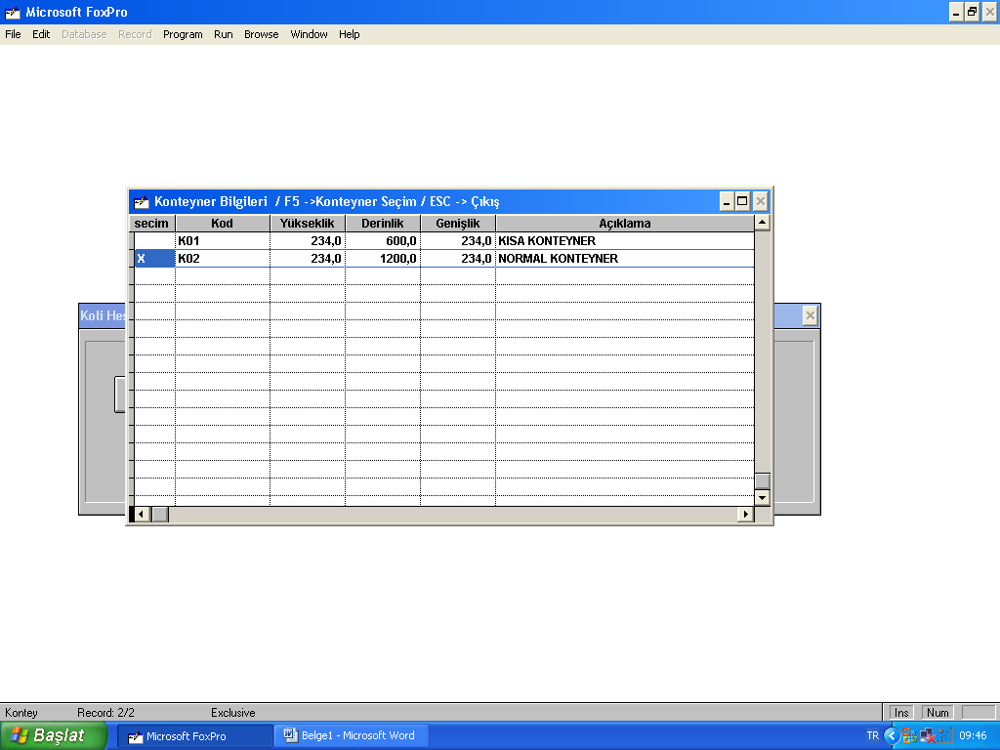 Microsoft FoxPro
File Edit Database Record Program Run Browse Window Help
Konteyner Bilgileri / F5 ->Konteyner Seçim / ESC -> Çıkış
secim Kod Yükseklik Derinlik Genişlik Açıklama
K01 234,0 600,0 234,0 KISA KONTEYNER
X K02 234,0 1200,0 234,0 NORMAL KONTEYNER
Koli Hes
Kontey Record: 2/2 Exclusive Ins Num
Başlat Microsoft FoxPro Belge1 - Microsoft Word TR 09:46